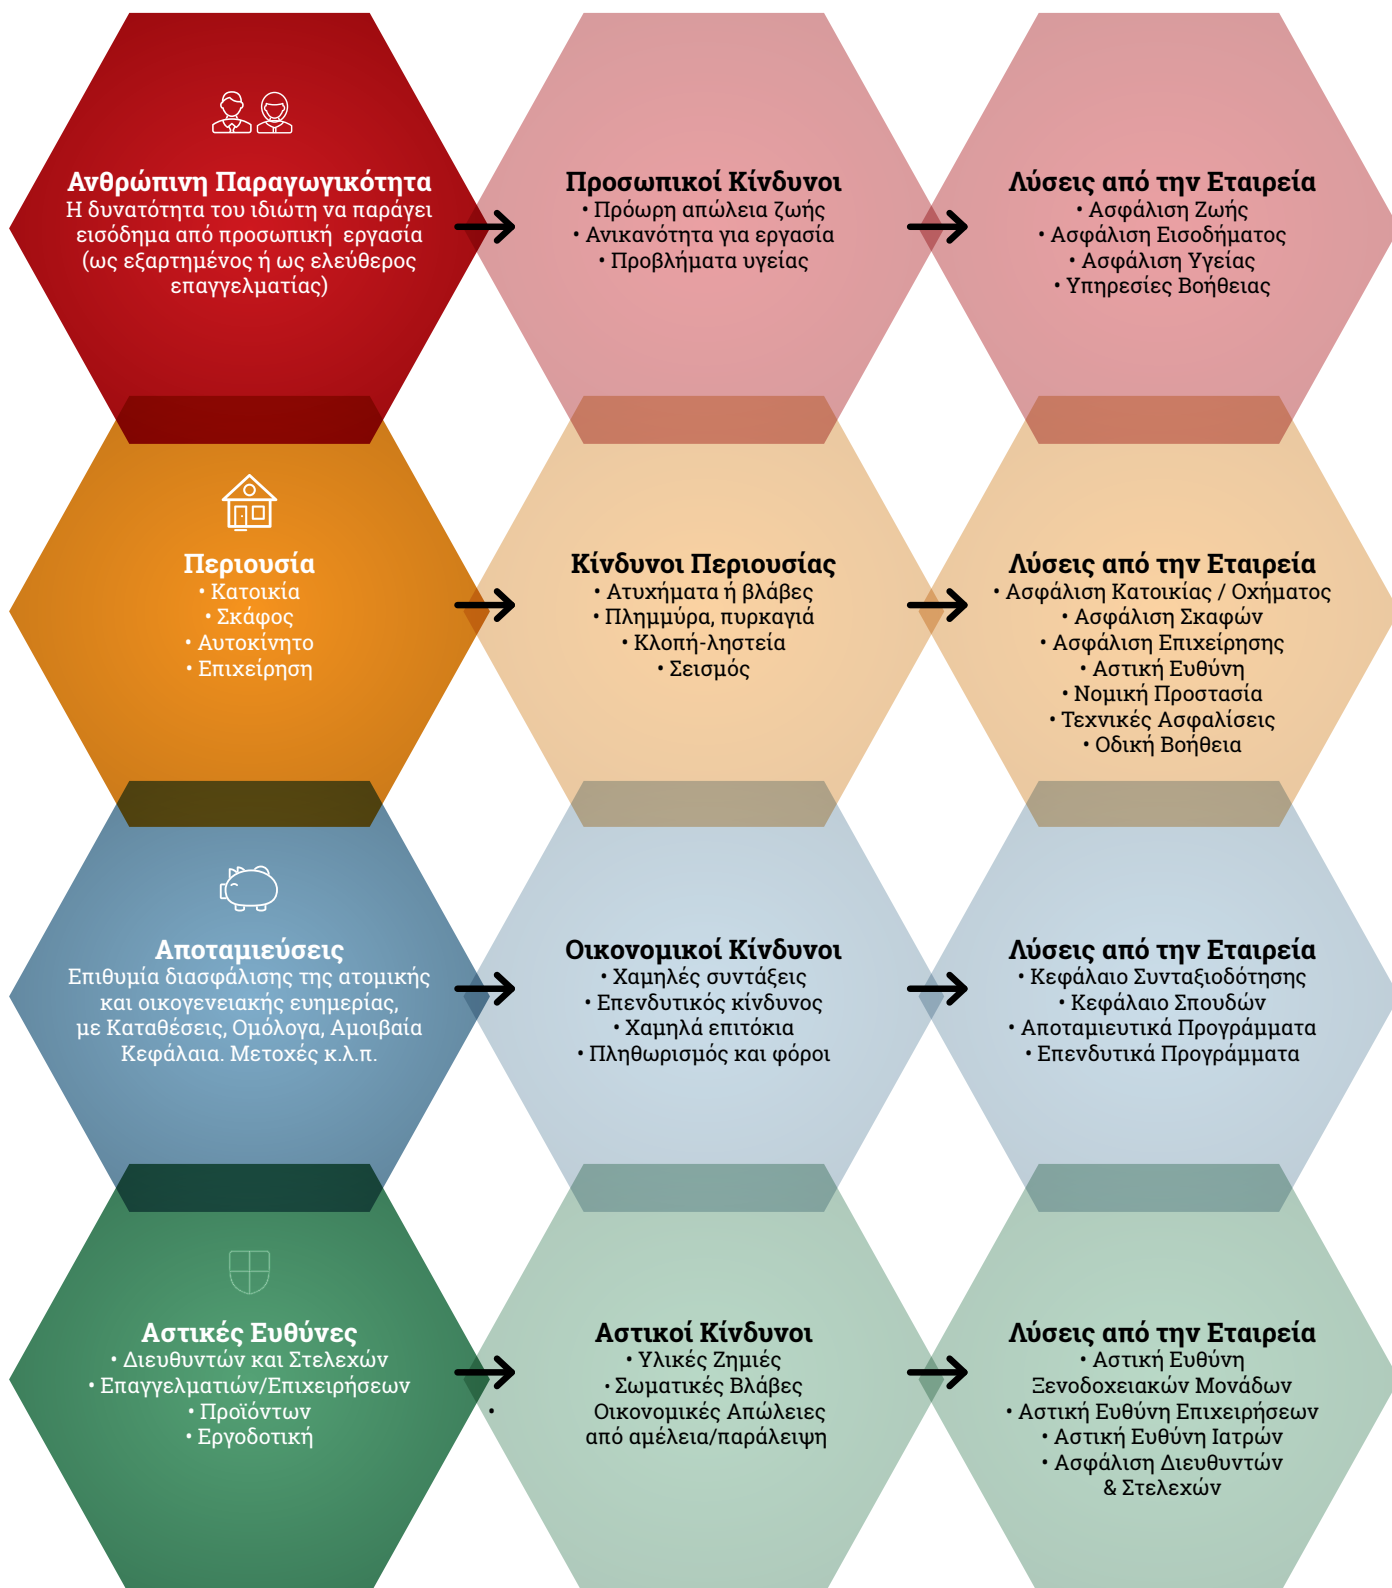 Ανθρώπινη Παραγωγικότητα
Η δυνατότητα του ιδιώτη να παράγει
εισόδημα από προσωπική εργασία
(ως εξαρτημένος ή ως ελεύθερος
επαγγελματίας)
Προσωπικοί Κίνδυνοι
• Πρόωρη απώλεια ζωής
• Ανικανότητα για εργασία
• Προβλήματα υγείας
Λύσεις από την Εταιρεία
• Ασφάλιση Ζωής
• Ασφάλιση Εισοδήματος
• Ασφάλιση Υγείας
• Υπηρεσίες Βοήθειας
Περιουσία
• Κατοικία
• Σκάφος
• Αυτοκίνητο
• Επιχείρηση
Κίνδυνοι Περιουσίας
• Ατυχήματα ή βλάβες
• Πλημμύρα, πυρκαγιά
• Κλοπή-ληστεία
• Σεισμός
Λύσεις από την Εταιρεία
• Ασφάλιση Κατοικίας / Οχήματος
• Ασφάλιση Σκαφών
• Ασφάλιση Επιχείρησης
• Αστική Ευθύνη
• Νομική Προστασία
• Τεχνικές Ασφαλίσεις
• Οδική Βοήθεια
Αποταμιεύσεις
Επιθυμία διασφάλισης της ατομικής
και οικογενειακής ευημερίας,
με Καταθέσεις, Ομόλογα, Αμοιβαία
Κεφάλαια. Μετοχές κ.λ.π.
Οικονομικοί Κίνδυνοι
• Χαμηλές συντάξεις
• Επενδυτικός κίνδυνος
• Χαμηλά επιτόκια
• Πληθωρισμός και φόροι
Λύσεις από την Εταιρεία
• Κεφάλαιο Συνταξιοδότησης
• Κεφάλαιο Σπουδών
• Αποταμιευτικά Προγράμματα
• Επενδυτικά Προγράμματα
Αστικές Ευθύνες
• Διευθυντών και Στελεχών
• Επαγγελματιών/Επιχειρήσεων
• Προϊόντων
• Εργοδοτική
Αστικοί Κίνδυνοι
• Υλικές Ζημιές
• Σωματικές Βλάβες
• Οικονομικές Απώλειες
από αμέλεια/παράλειψη
Λύσεις από την Εταιρεία
• Αστική Ευθύνη
Ξενοδοχειακών Μονάδων
• Αστική Ευθύνη Επιχειρήσεων
• Αστική Ευθύνη Ιατρών
• Ασφάλιση Διευθυντών
& Στελεχών